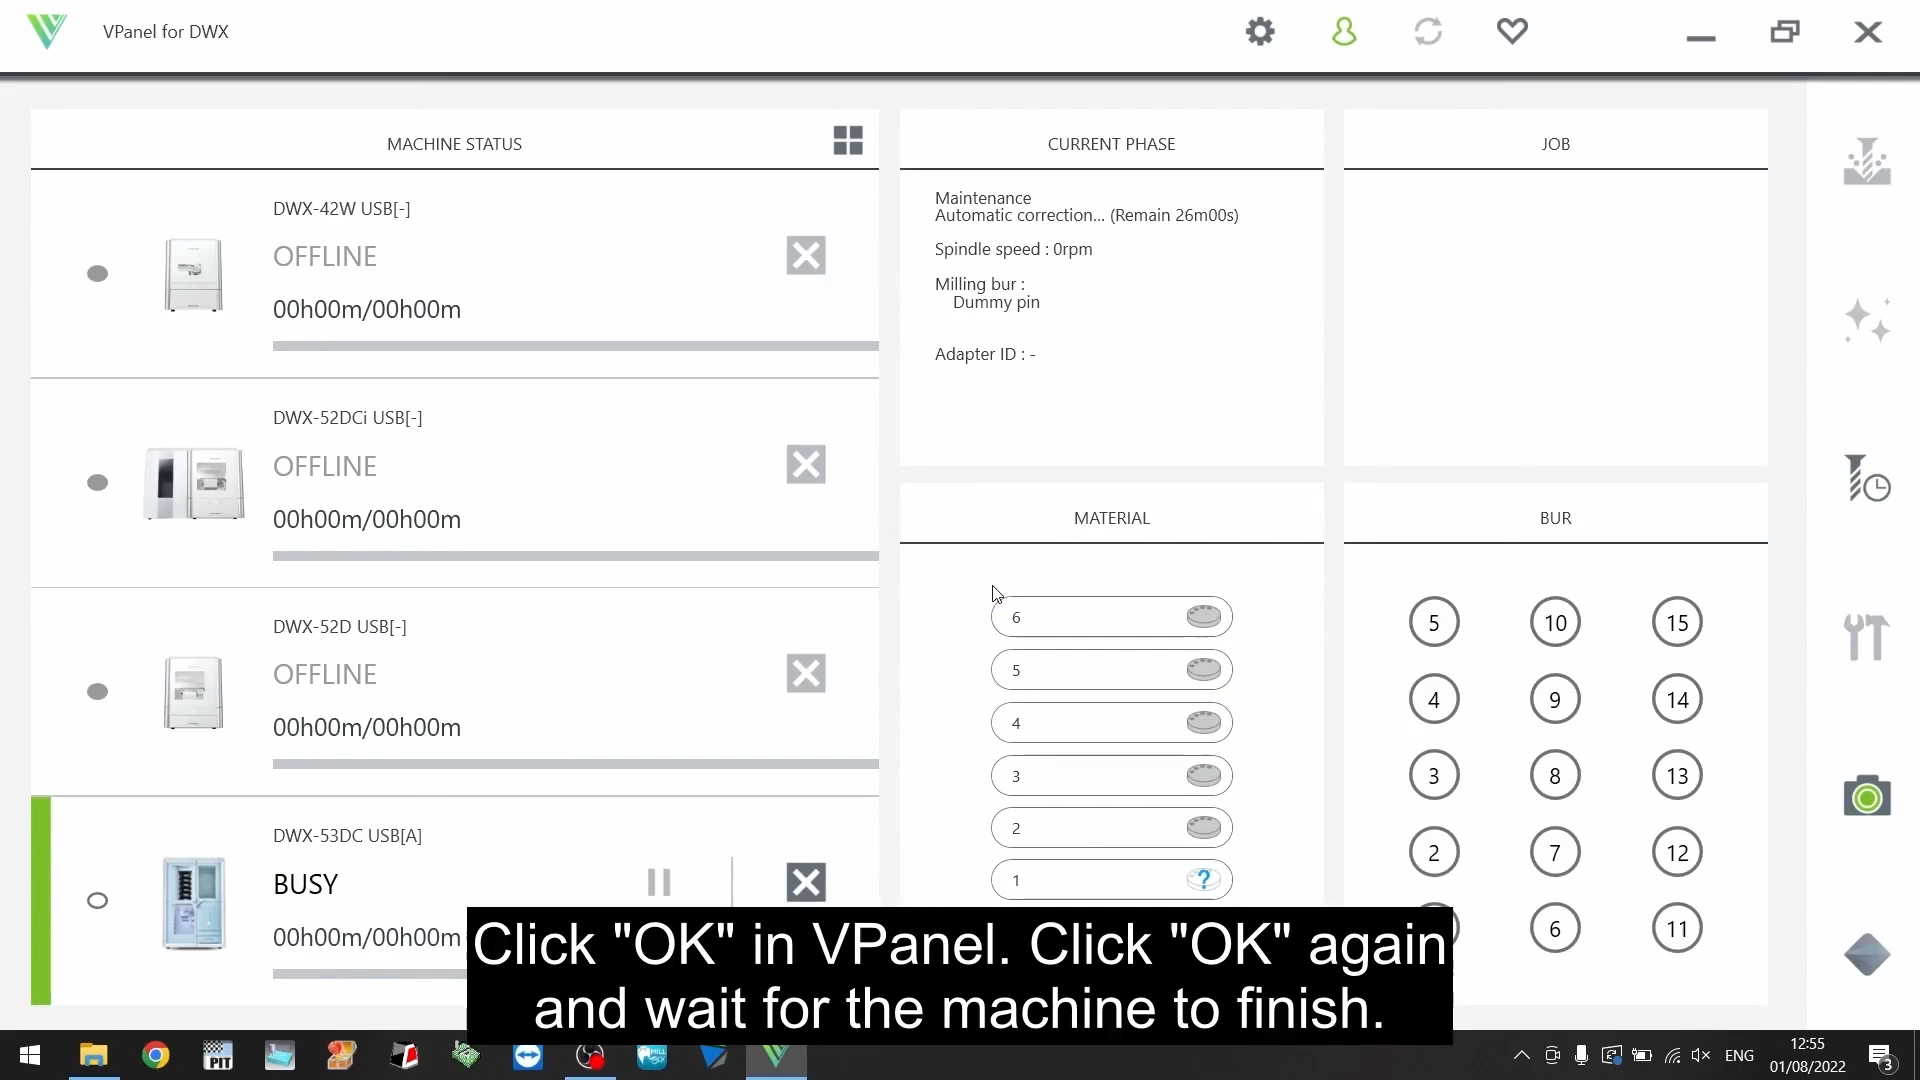 VPanel for DWX
MACHINE STATUS
DWX-42W USB[-]
OFFLINE
00h00m/00h00m
DWX-52DCi USB[-]
OFFLINE
00h00m/00h00m
DWX-52D USB[-]
OFFLINE
00h00m/00h00m
DWX-53DC USB[A]
BUSY
00h00m/00h00m
CURRENT PHASE
Maintenance
Automatic correction... (Remain 26m00s)
Spindle speed : 0rpm
Milling bur :
Dummy pin
Adapter ID : -
JOB
MATERIAL
6
5
4
3
2
1
?
BUR
5 10 15
4 9 14
3 8 13
2 7 12
6 11
Click "OK" in VPanel. Click "OK" again
and wait for the machine to finish.
PIT
MILL
BOX
ENG
12:55
01/08/2022
3